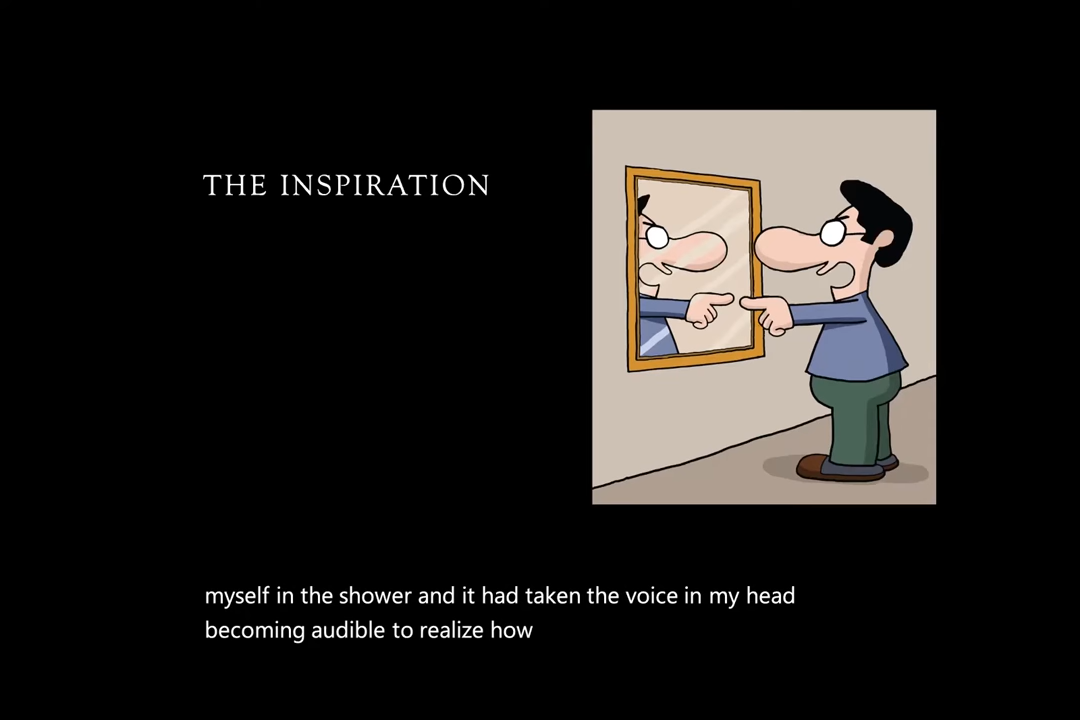 THE INSPIRATION
myself in the shower and it had taken the voice in my head
becoming audible to realize how